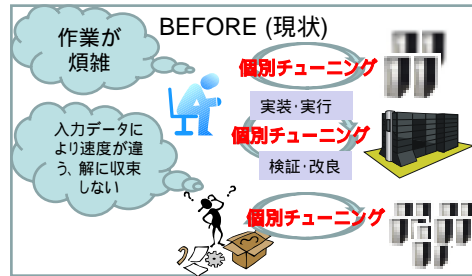 BEFORE (現状)
作業が
煩雑
個別チューニング
実装・実行
個別チューニング
検証・改良
入力データに
より速度が違
う、解に収束
しない
個別チューニング